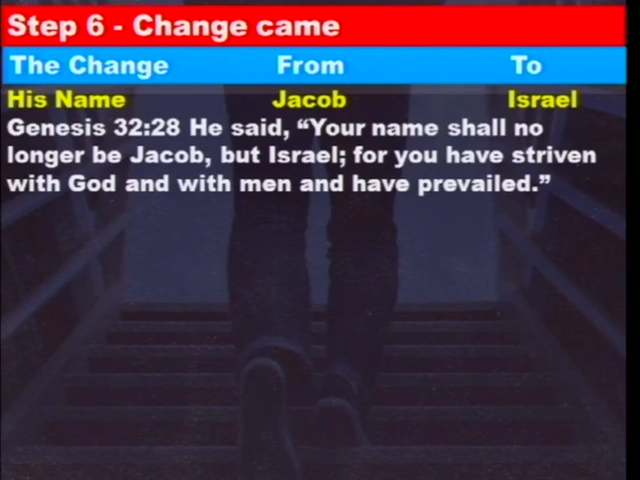 Step 6 - Change came
The Change From To
His Name Jacob Israel
Genesis 32:28 He said, “Your name shall no
longer be Jacob, but Israel; for you have striven
with God and with men and have prevailed.”